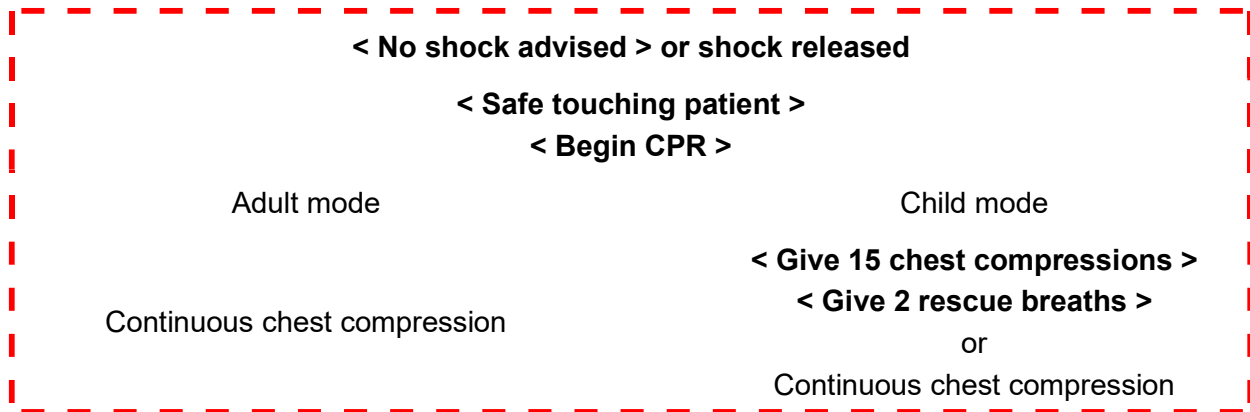 < No shock advised > or shock released
< Safe touching patient >
< Begin CPR >
Adult mode
Child mode
Continuous chest compression
< Give 15 chest compressions >
< Give 2 rescue breaths >
or
Continuous chest compression